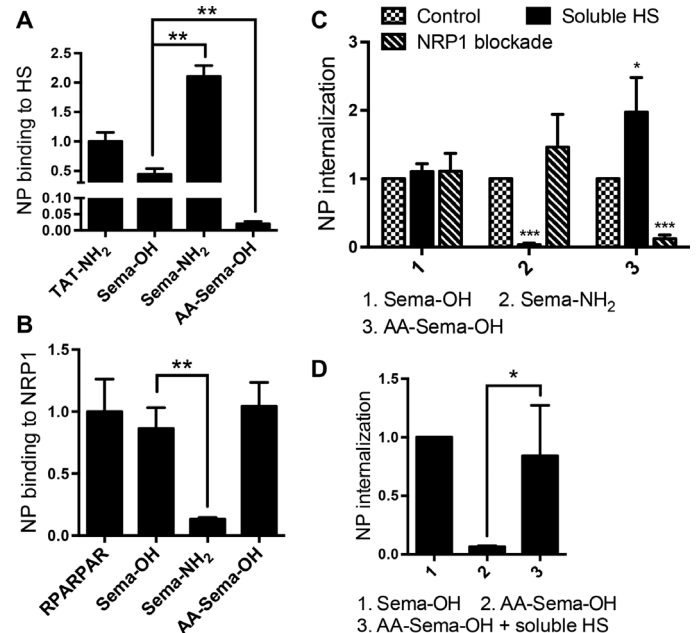 A
NP binding to HS
2.5
2.0
1.5
1.0
0.5
0.10
0.05
0.00
**
**
TAT-NH2
Sema-OH
Sema-NH2
AA-Sema-OH
B
NP binding to NRP1
1.5
1.0
0.5
0.0
**
RPARPAR
Sema-OH
Sema-NH2
AA-Sema-OH
C
Control
Soluble HS
NRP1 blockade
NP internalization
3
2
1
0
***
*
***
1
2
3
1. Sema-OH 2. Sema-NH2
3. AA-Sema-OH
D
NP internalization
1.5
1.0
0.5
0.0
*
1
2
3
1. Sema-OH 2. AA-Sema-OH
3. AA-Sema-OH + soluble HS